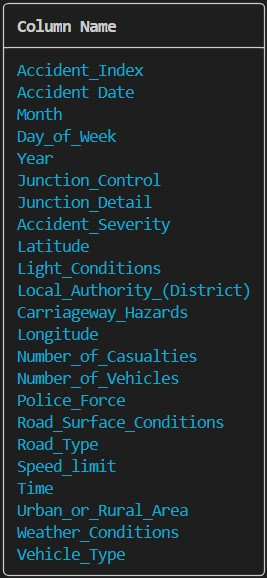 Column Name
Accident_Index
Accident Date
Month
Day_of_Week
Year
Junction_Control
Junction_Detail
Accident_Severity
Latitude
Light_Conditions
Local_Authority_(District)
Carriageway_Hazards
Longitude
Number_of_Casualties
Number_of_Vehicles
Police_Force
Road_Surface_Conditions
Road_Type
Speed_limit
Time
Urban_or_Rural_Area
Weather_Conditions
Vehicle_Type